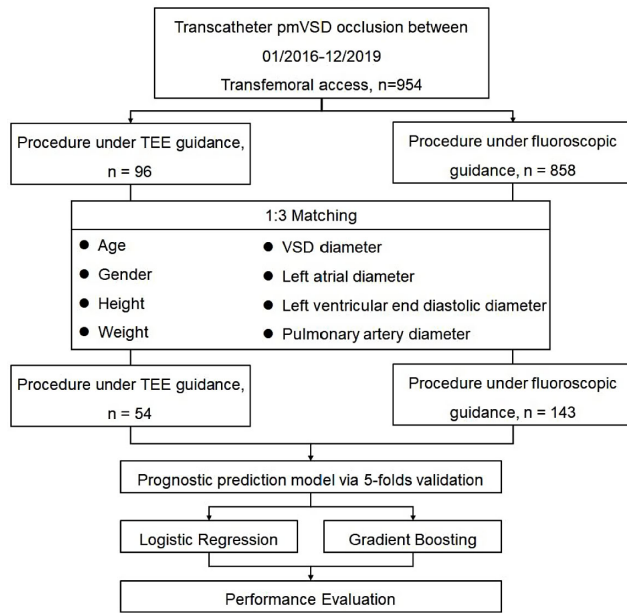 Transcatheter pmVSD occlusion between
01/2016-12/2019
Transfemoral access, n=954
Procedure under TEE guidance,
n = 96
Procedure under fluoroscopic
guidance, n = 858
1:3 Matching
● Age
● Gender
● Height
● Weight
● VSD diameter
● Left atrial diameter
● Left ventricular end diastolic diameter
● Pulmonary artery diameter
Procedure under TEE guidance,
n = 54
Procedure under fluoroscopic
guidance, n = 143
Prognostic prediction model via 5-folds validation
Logistic Regression
Gradient Boosting
Performance Evaluation